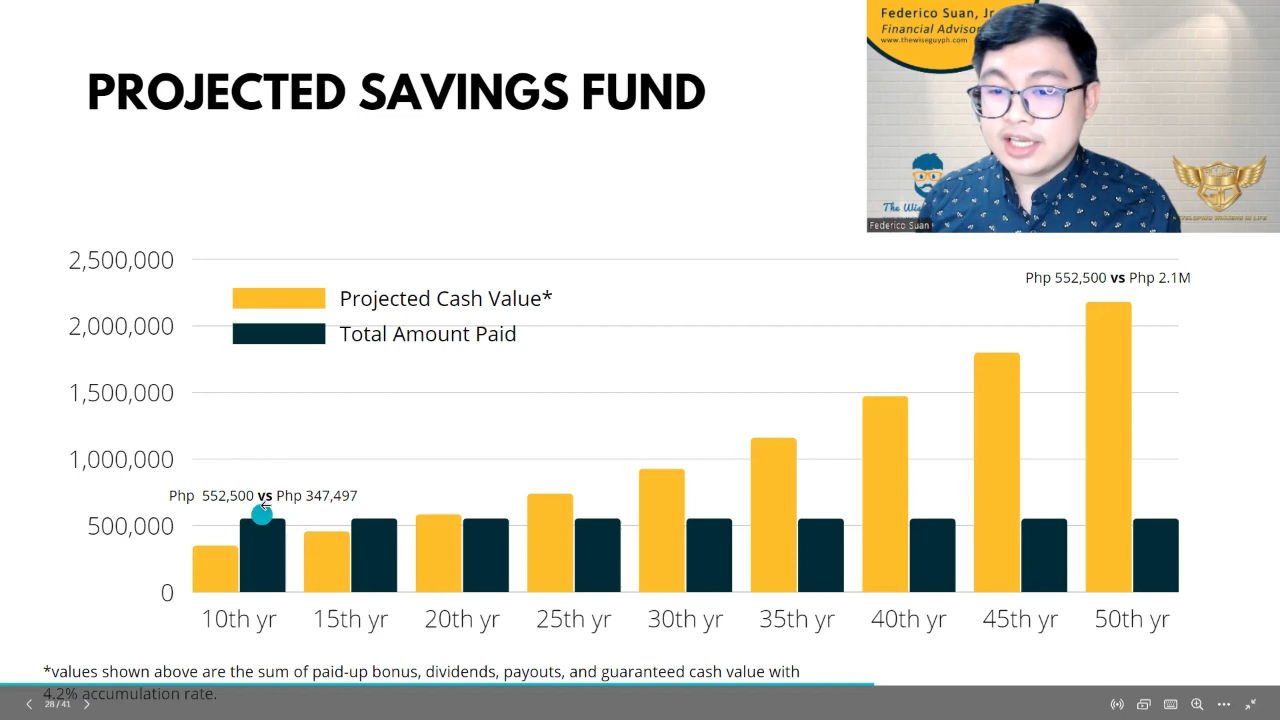 Federico Suan, Jr
Financial Advisor
www.thewiseguyph.com
PROJECTED SAVINGS FUND
The Wise
Federico Suan
2,500,000
Php 552,500 vs Php 2.1M
Projected Cash Value*
2,000,000
Total Amount Paid
1,500,000
1,000,000
Php 552,500 vs Php 347,497
500,000
0
10th yr 15th yr 20th yr 25th yr 30th yr 35th yr 40th yr 45th yr 50th yr
*values shown above are the sum of paid-up bonus, dividends, payouts, and guaranteed cash value with
4.2% accumulation rate.
28 / 41